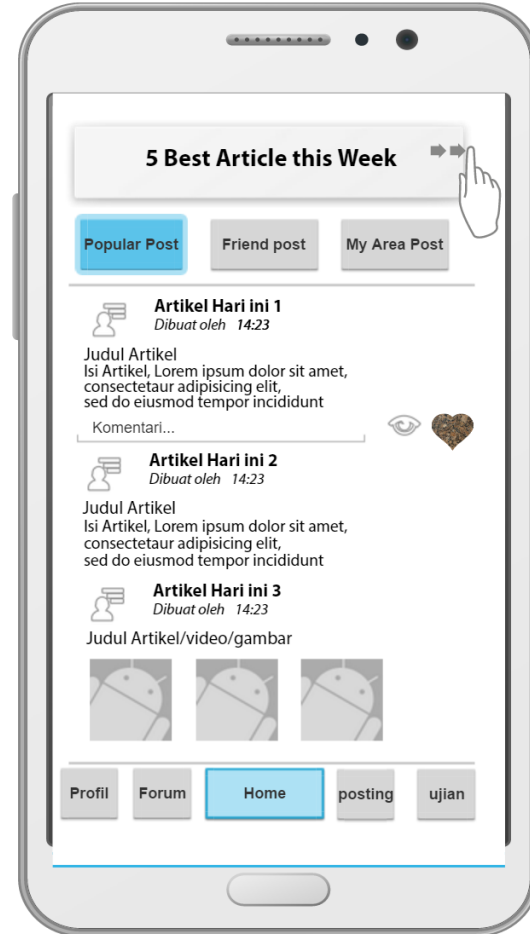 5 Best Article this Week
Popular Post
Friend post
My Area Post
Artikel Hari ini 1
Dibuat oleh 14:23
Judul Artikel
Isi Artikel, Lorem ipsum dolor sit amet,
consectetaur adipisicing elit,
sed do eiusmod tempor incididunt
Komentari...
Artikel Hari ini 2
Dibuat oleh 14:23
Judul Artikel
Isi Artikel, Lorem ipsum dolor sit amet,
consectetaur adipisicing elit,
sed do eiusmod tempor incididunt
Artikel Hari ini 3
Dibuat oleh 14:23
Judul Artikel/video/gambar
Profil
Forum
Home
posting
ujian